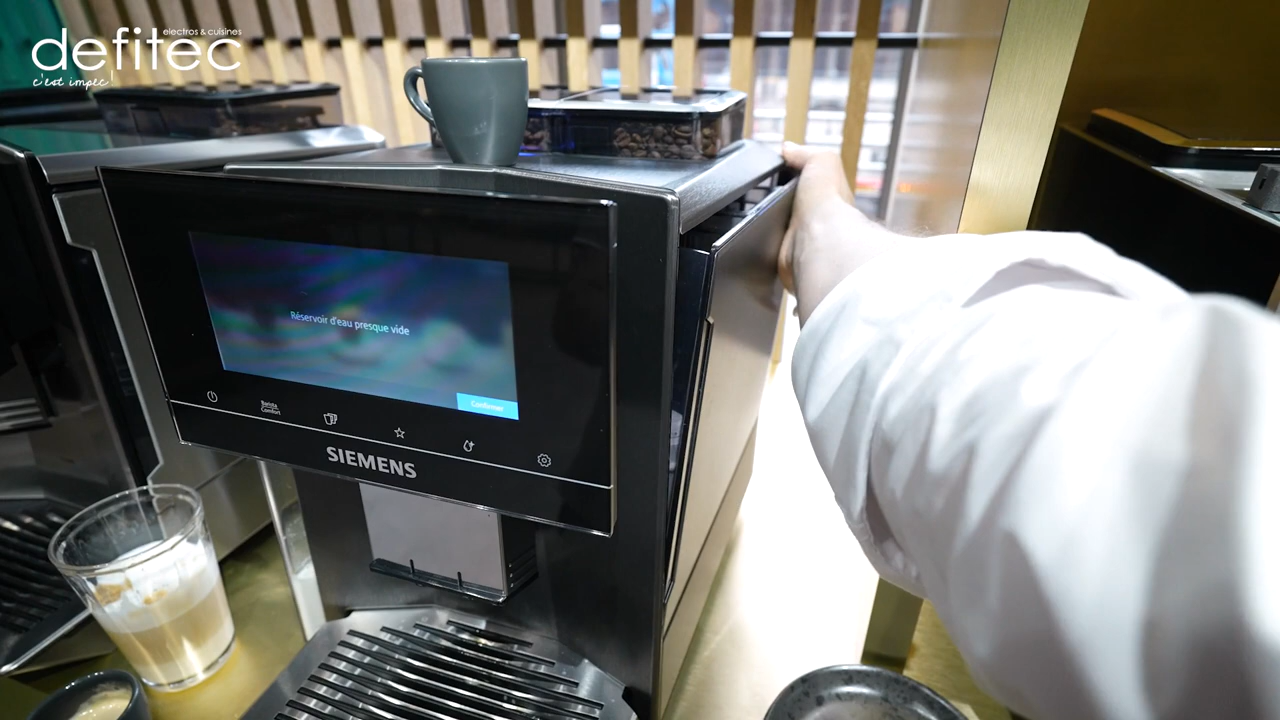 electros & cuisines
defitec
c'est impec!
Réservoir d'eau presque vide
Confirmer
Barista
Comfort
SIEMENS